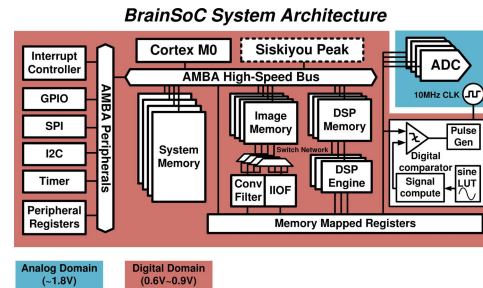 BrainSoC System Architecture
Interrupt
Controller
GPIO
SPI
I2C
Timer
Peripheral
Registers
AMBA Peripherals
Cortex M0
Siskiyou Peak
AMBA High-Speed Bus
System
Memory
Image
Memory
Switch Network
Conv
Filter
IIOF
DSP
Memory
DSP
Engine
Memory Mapped Registers
ADC
10MHz CLK
Pulse
Gen
Digital
comparator
Signal
compute
sine
LUT
Analog Domain
(~1.8V)
Digital Domain
(0.6V~0.9V)